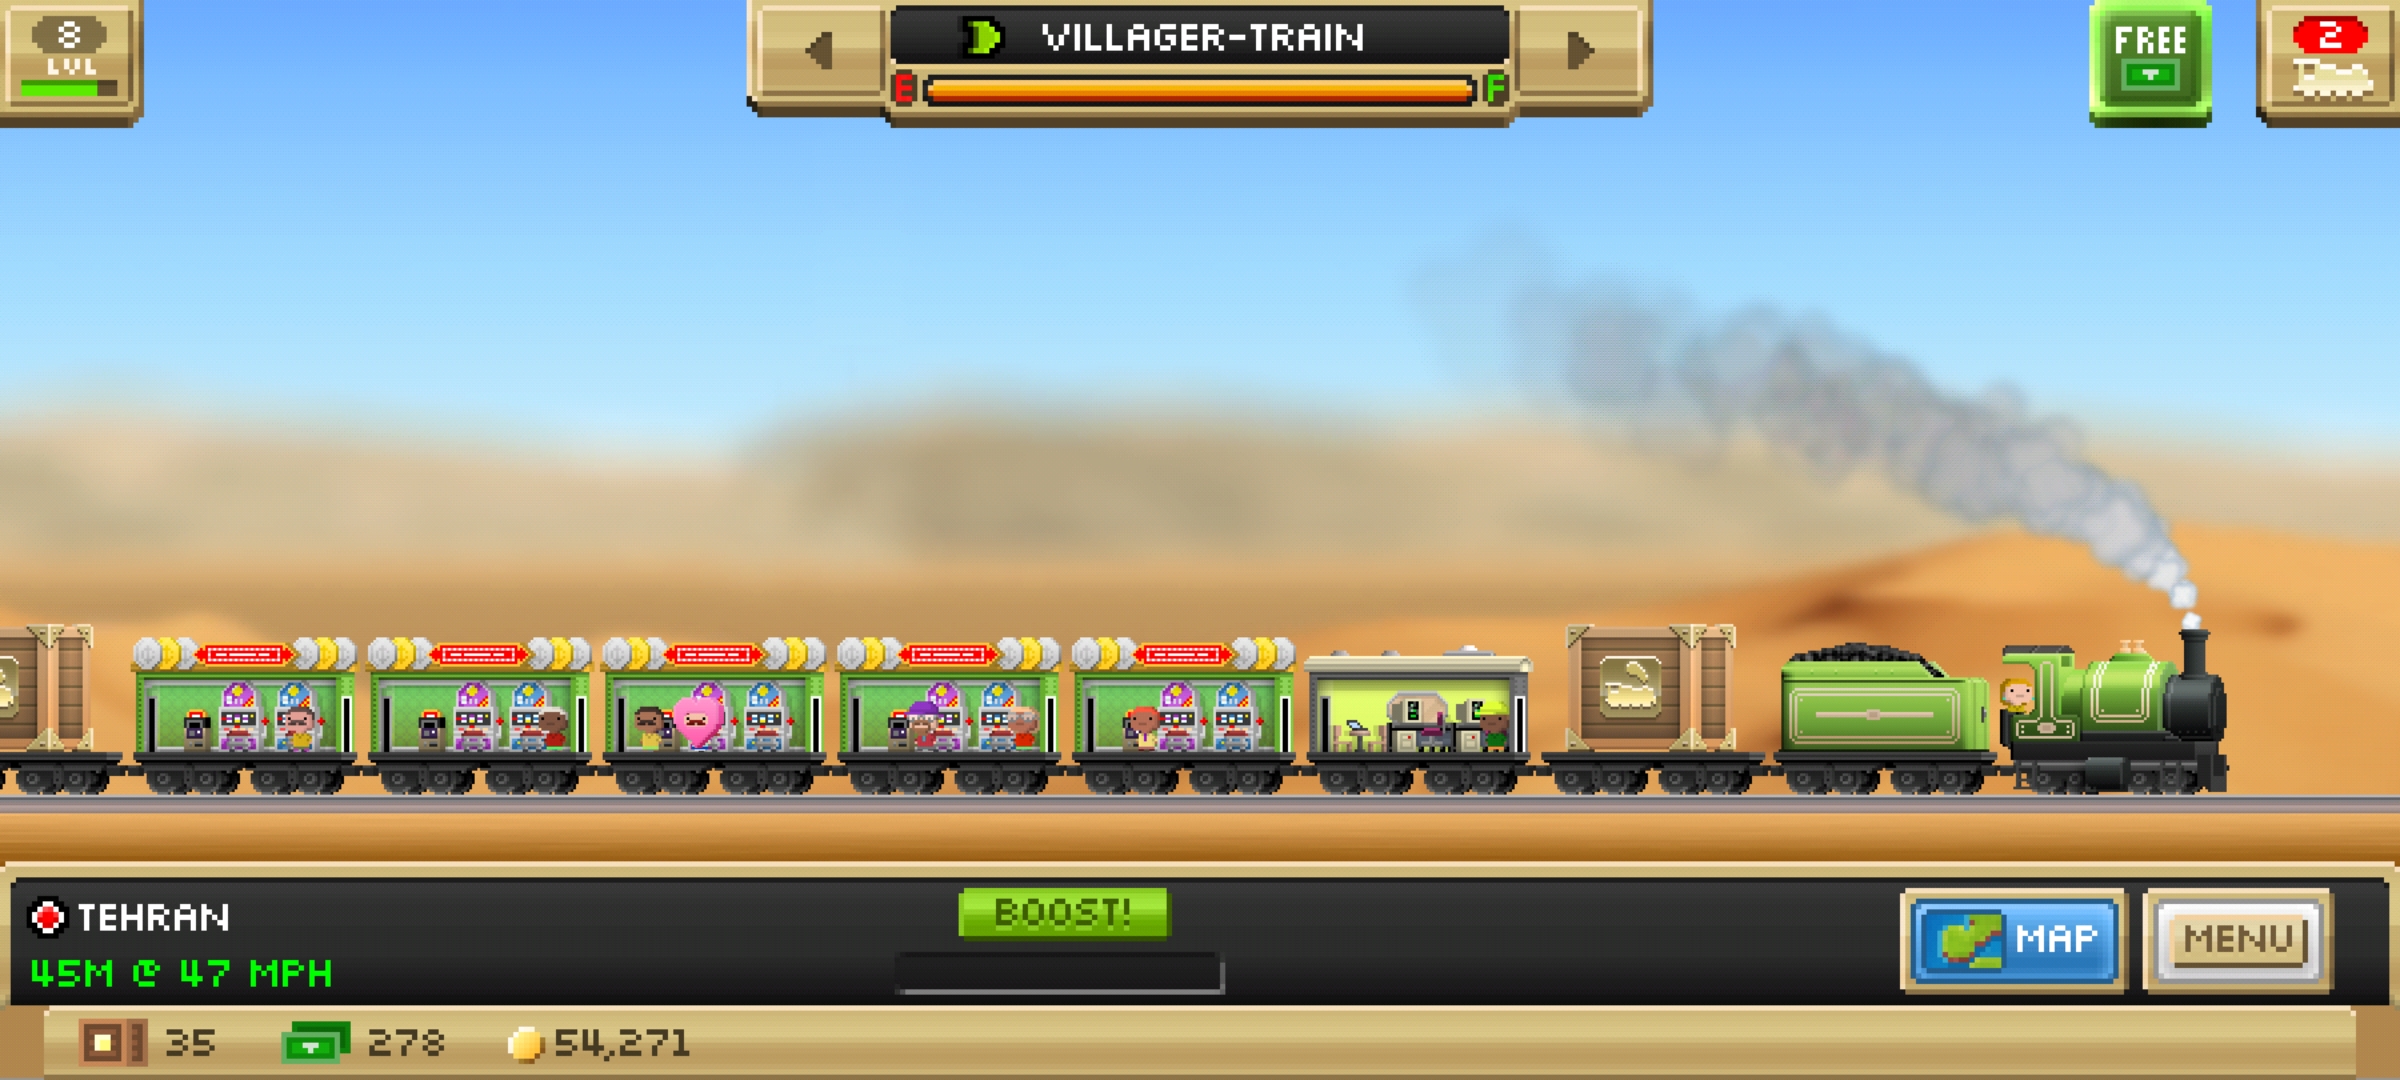 8
LVL
VILLAGER-TRAIN
E F
FREE
2
TEHRAN
45M @ 47 MPH
BOOST!
MAP
MENU
35
278
54,271